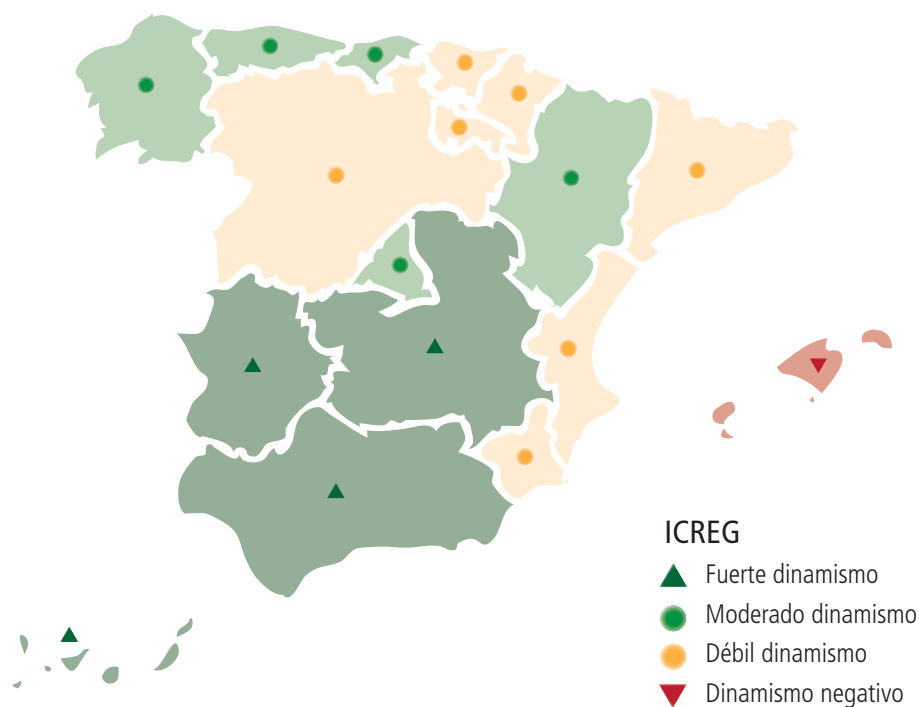 ICREG
Fuerte dinamismo
Moderado dinamismo
Débil dinamismo
Dinamismo negativo